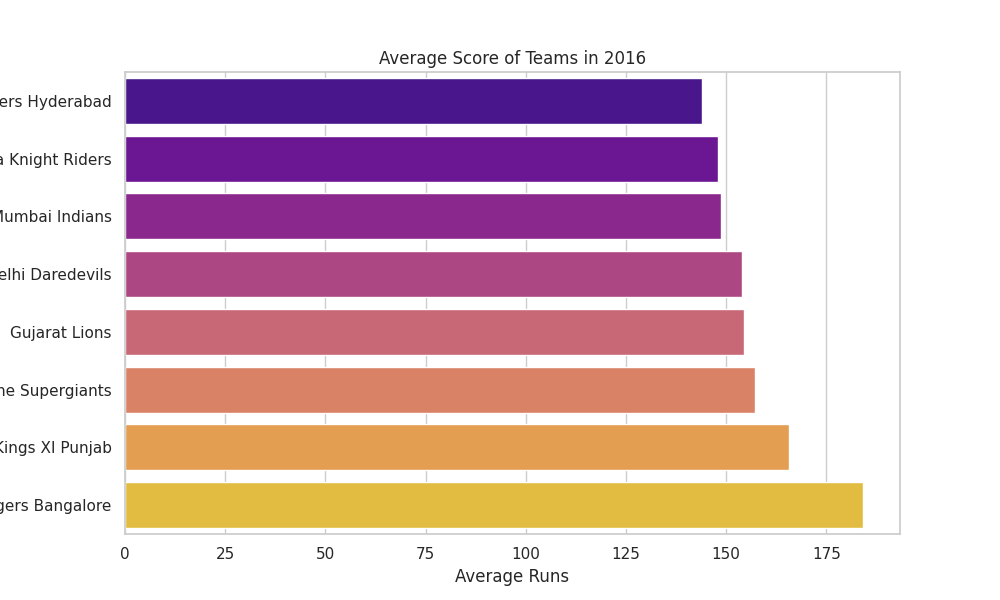 Average Score of Teams in 2016
ers Hyderabad
a Knight Riders
Mumbai Indians
elhi Daredevils
Gujarat Lions
ne Supergiants
Kings XI Punjab
gers Bangalore
0 25 50 75 100 125 150 175
Average Runs